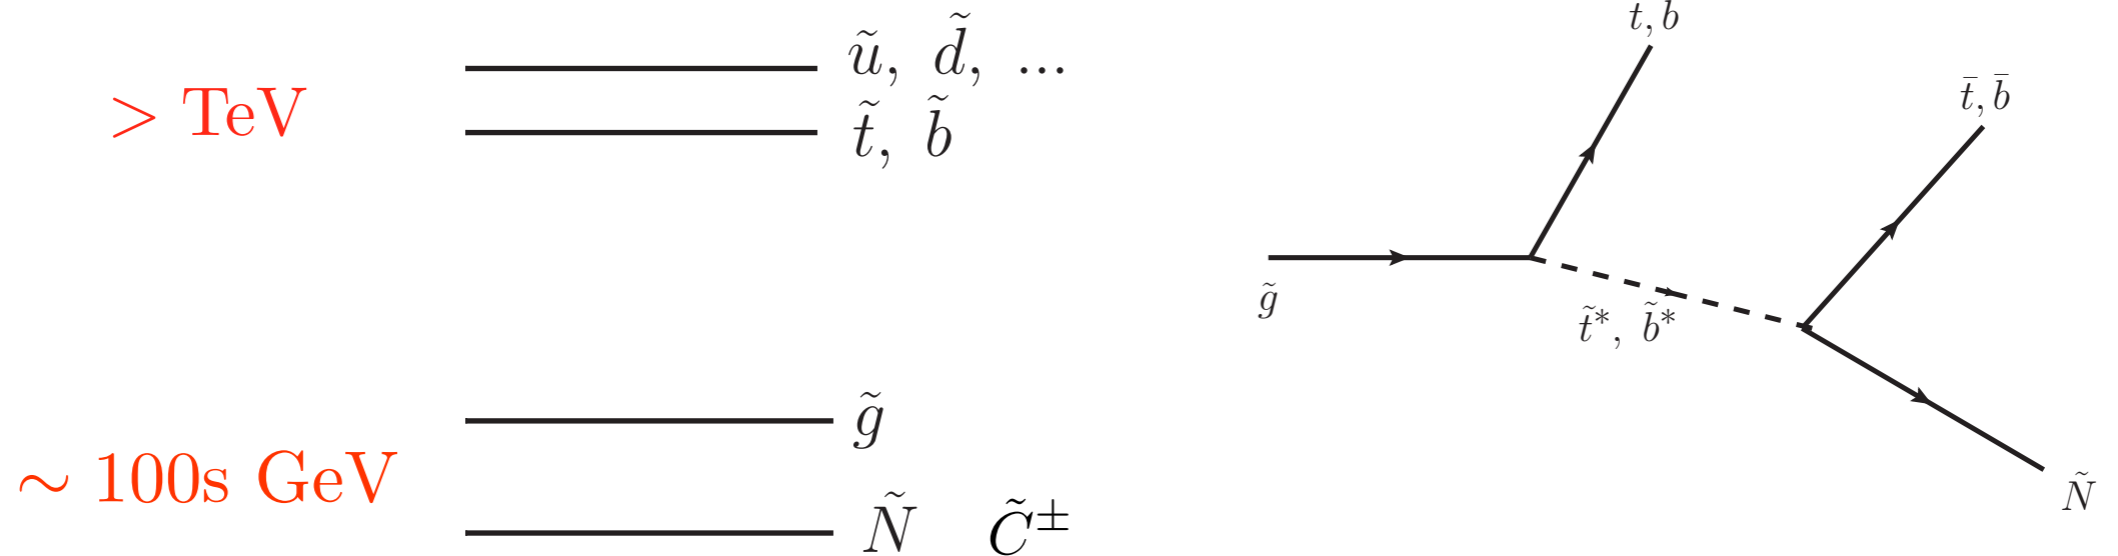 > TeV
ũ, d̃, ...
t̃, b̃
∼ 100s GeV
g̃
Ñ C̃±
t, b
t̄, b̄
g̃
t̃*, b̃*
Ñ